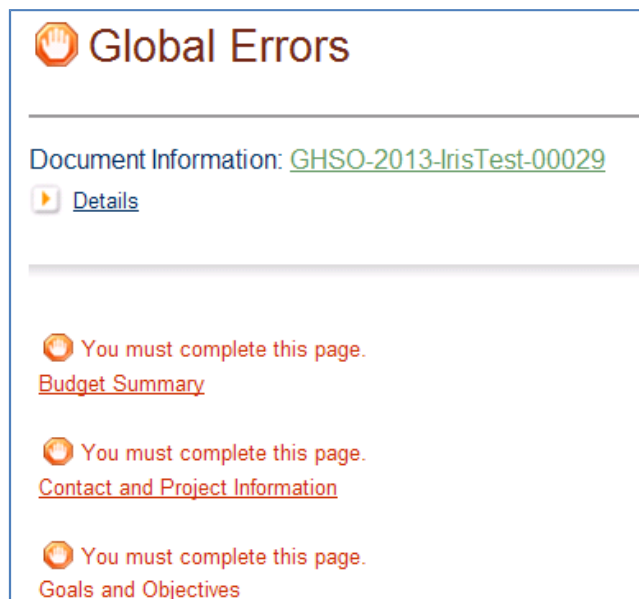 Global Errors
Document Information: GHSO-2013-IrisTest-00029
Details
You must complete this page.
Budget Summary
You must complete this page.
Contact and Project Information
You must complete this page.
Goals and Objectives